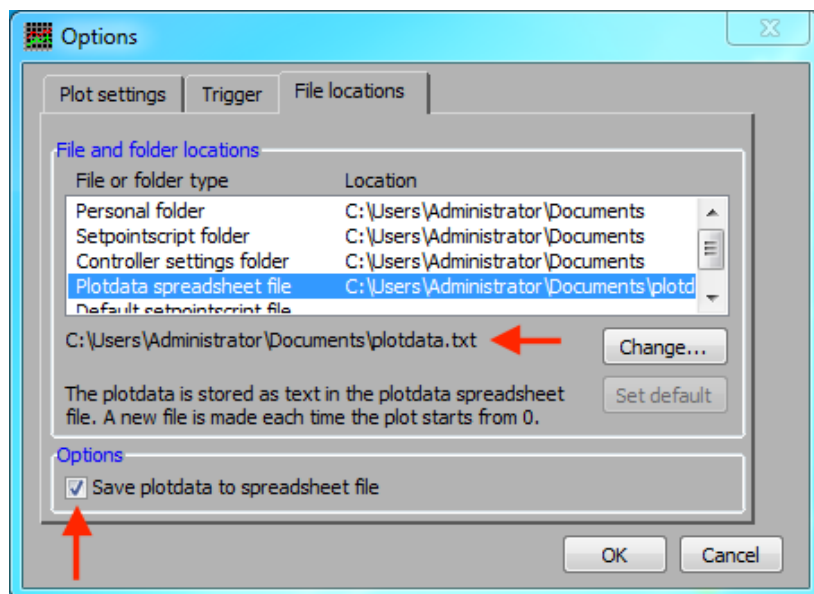 Options
Plot settings Trigger File locations
File and folder locations
File or folder type Location
Personal folder C:\Users\Administrator\Documents
Setpointscript folder C:\Users\Administrator\Documents
Controller settings folder C:\Users\Administrator\Documents
Plotdata spreadsheet file C:\Users\Administrator\Documents\plotd
Default setpointscript file
C:\Users\Administrator\Documents\plotdata.txt
Change...
The plotdata is stored as text in the plotdata spreadsheet
Set default
file. A new file is made each time the plot starts from 0.
Options
Save plotdata to spreadsheet file
OK Cancel